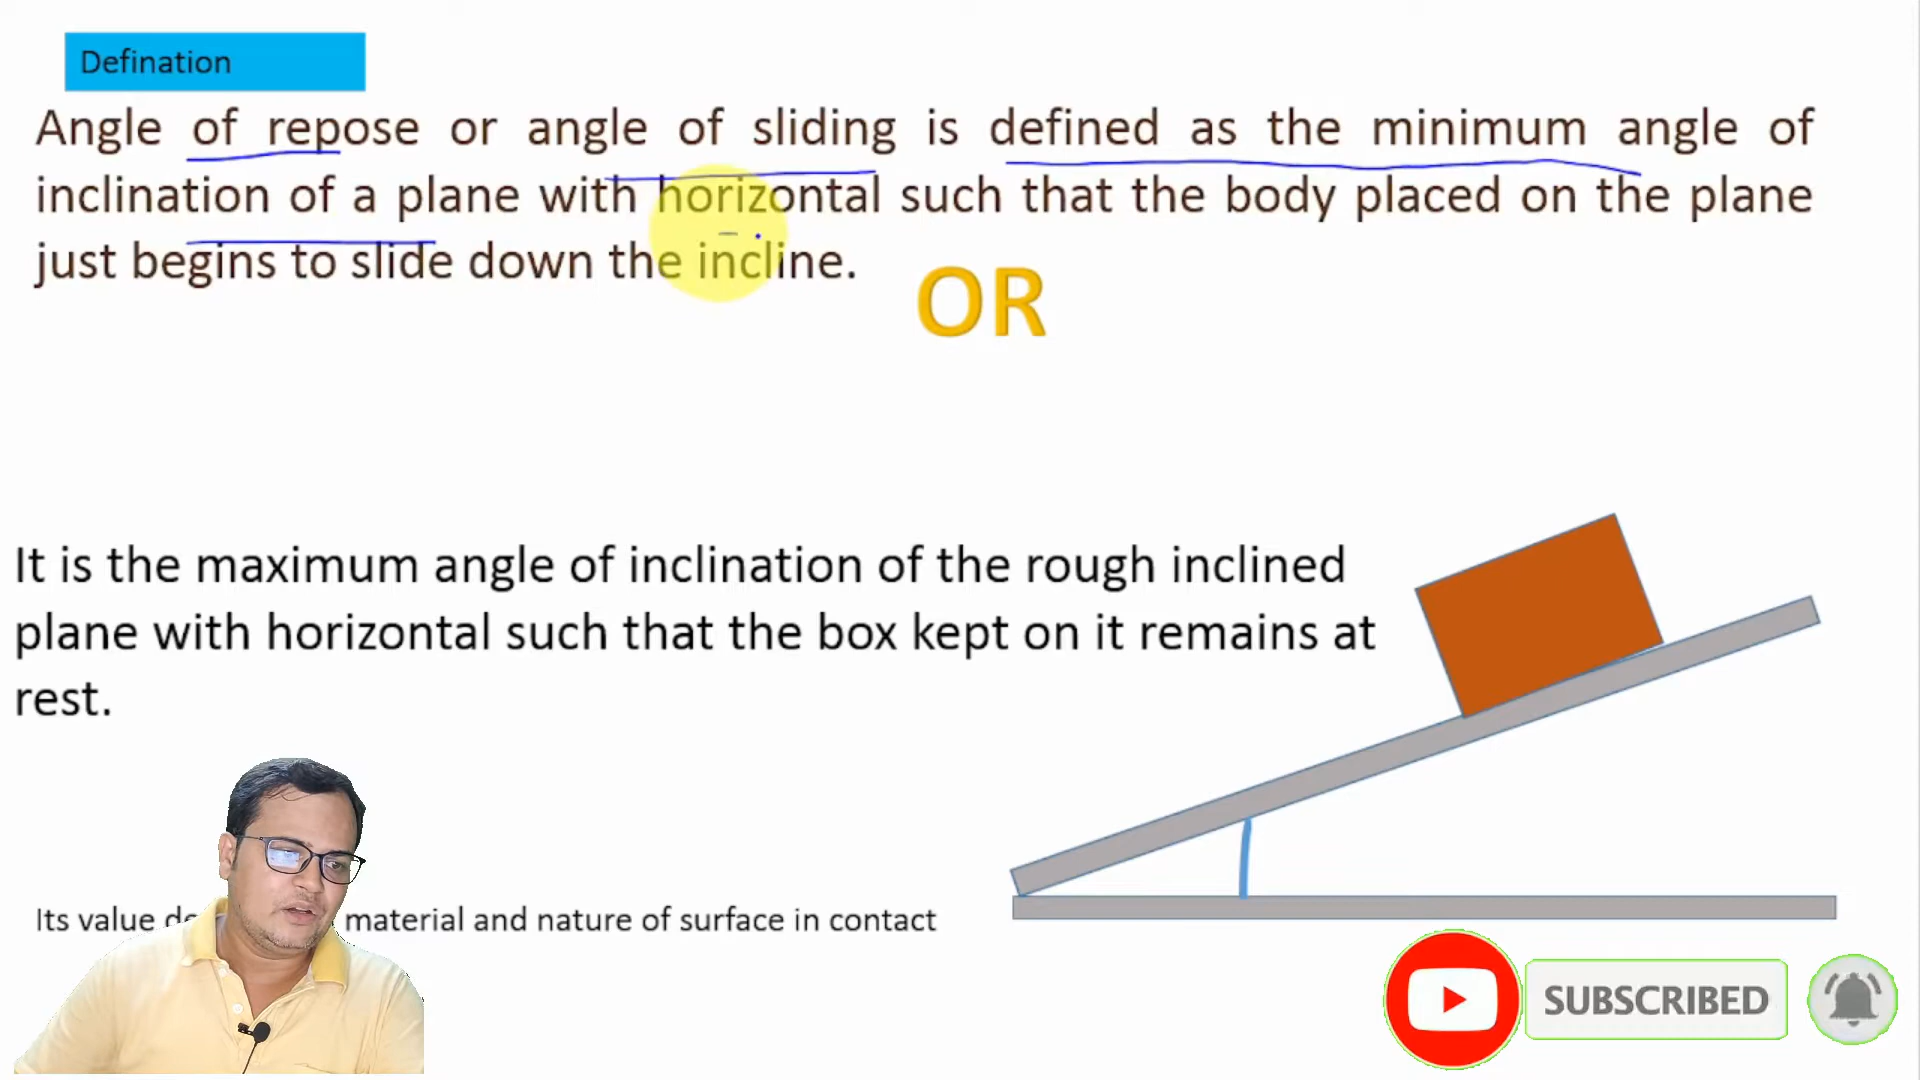 Defination
Angle of repose or angle of sliding is defined as the minimum angle of
inclination of a plane with horizontal such that the body placed on the plane
just begins to slide down the incline.
OR
It is the maximum angle of inclination of the rough inclined
plane with horizontal such that the box kept on it remains at
rest.
Its value material and nature of surface in contact
SUBSCRIBED